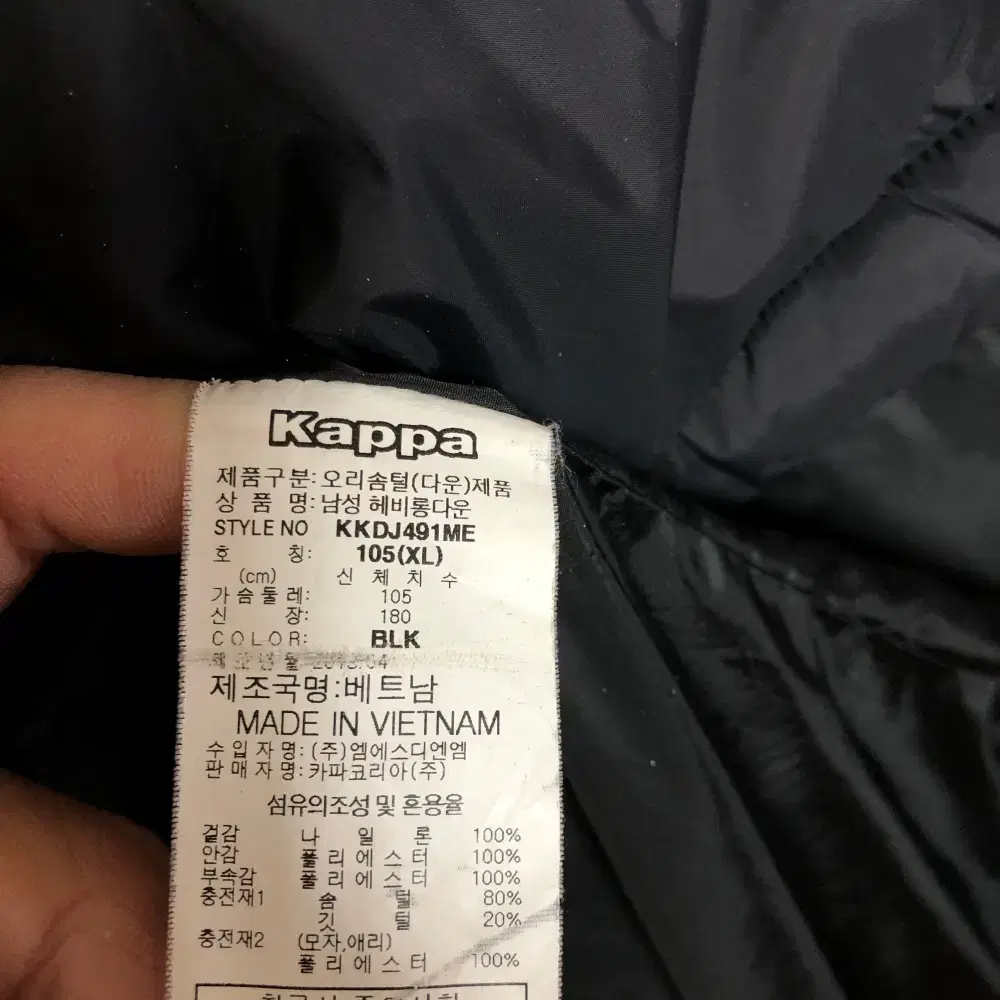 Kappa
제품구분:오리솜털(다운)제품
상 품 명:남성 헤비롱다운
STYLE NO KKDJ491ME
호 칭: 105(XL)
(cm) 신 체 치 수
가슴둘레: 105
신 장: 180
COLOR: BLK
제조국명:베트남
MADE IN VIETNAM
수 입 자 명: (주)엠에스디엔엠
판 매 자 명:카파코리아(주)
섬유의조성 및 혼용율
겉감 나 일 론 100%
안감 폴 리 에 스 터 100%
부속감 폴 리 에 스 터 100%
충전재1 솜 털 80%
깃 털 20%
충전재2 (모자,에리)
폴 리 에 스 터 100%